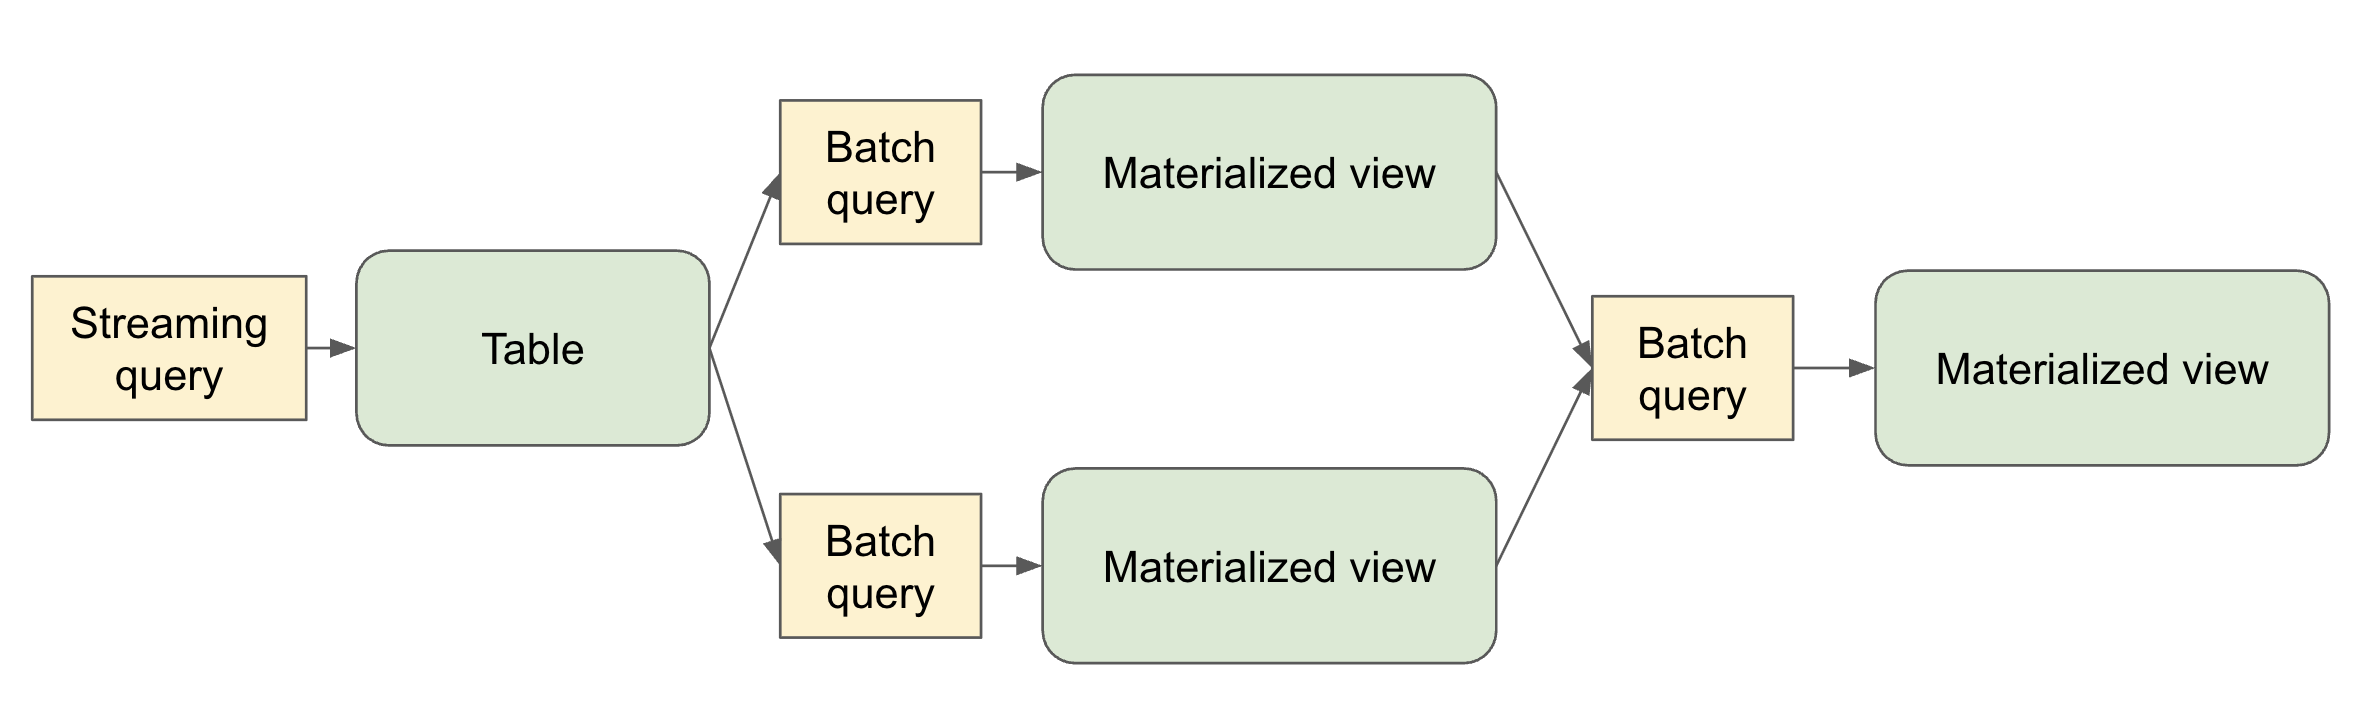 Streaming
query
Table
Batch
query
Materialized view
Batch
query
Materialized view
Batch
query
Materialized view